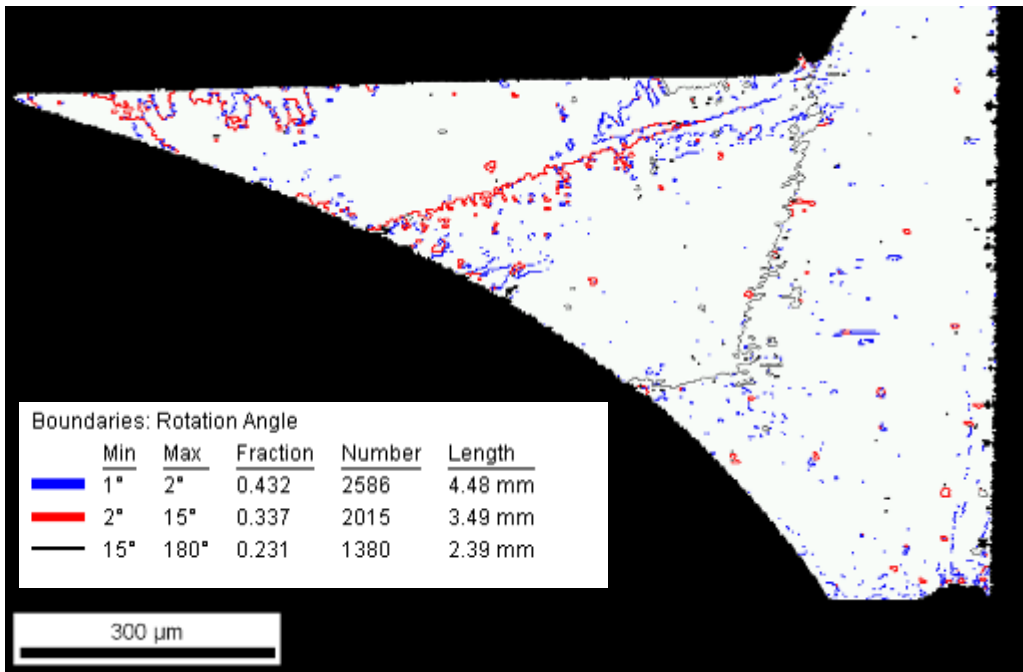 Boundaries: Rotation Angle
Min Max Fraction Number Length
1° 2° 0.432 2586 4.48 mm
2° 15° 0.337 2015 3.49 mm
15° 180° 0.231 1380 2.39 mm
300 µm